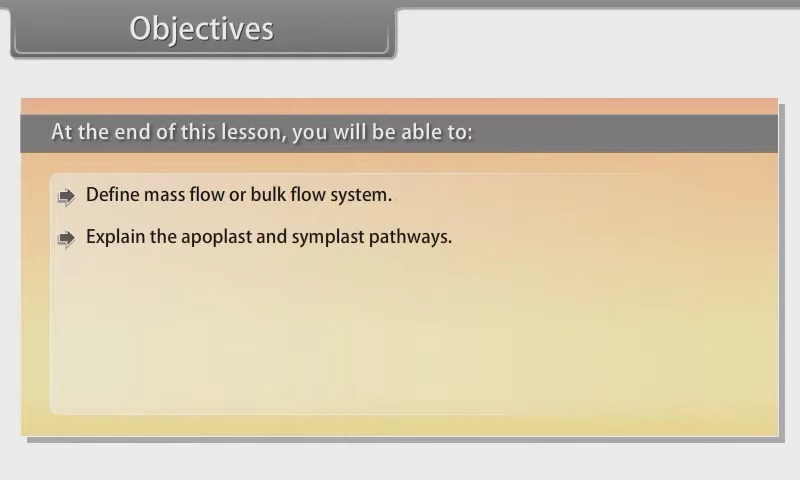 Objectives
At the end of this lesson, you will be able to:
Define mass flow or bulk flow system.
Explain the apoplast and symplast pathways.